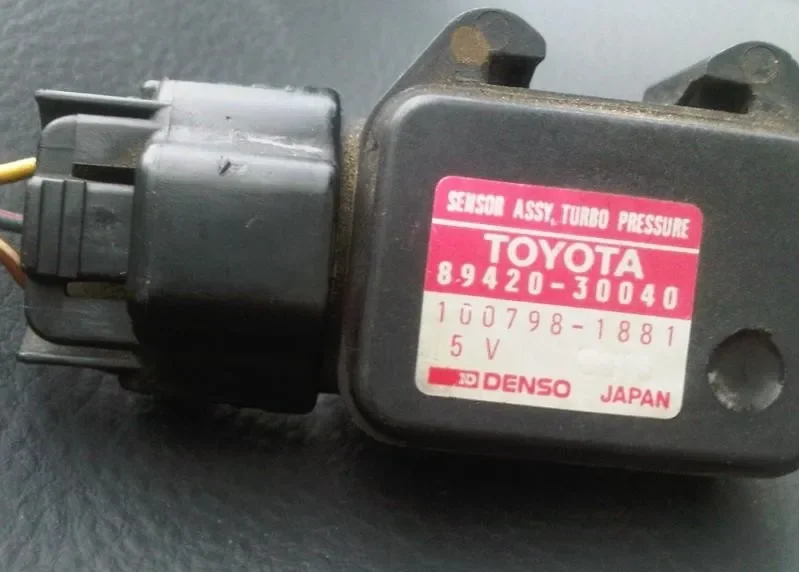 SENSOR ASSY, TURBO PRESSURE
TOYOTA
89420-30040
100798-1881
5 V
DENSO JAPAN